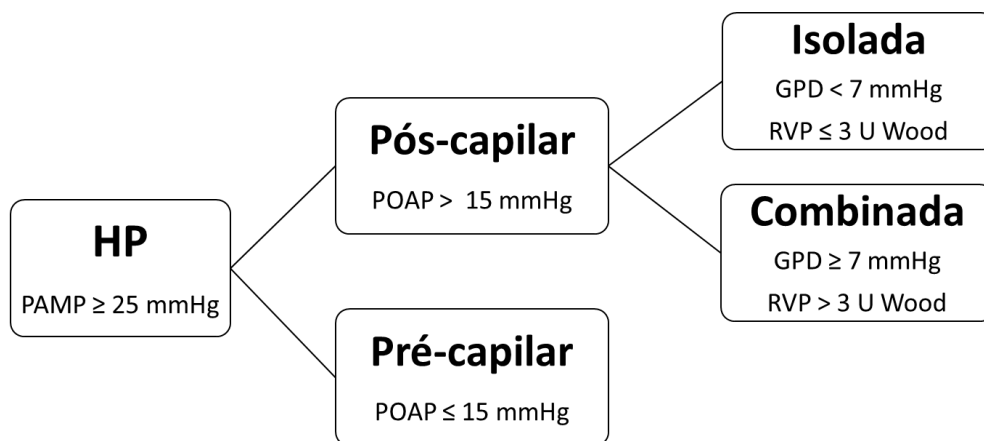 HP
PAMP ≥ 25 mmHg
Pós-capilar
POAP > 15 mmHg
Pré-capilar
POAP ≤ 15 mmHg
Isolada
GPD < 7 mmHg
RVP ≤ 3 U Wood
Combinada
GPD ≥ 7 mmHg
RVP > 3 U Wood